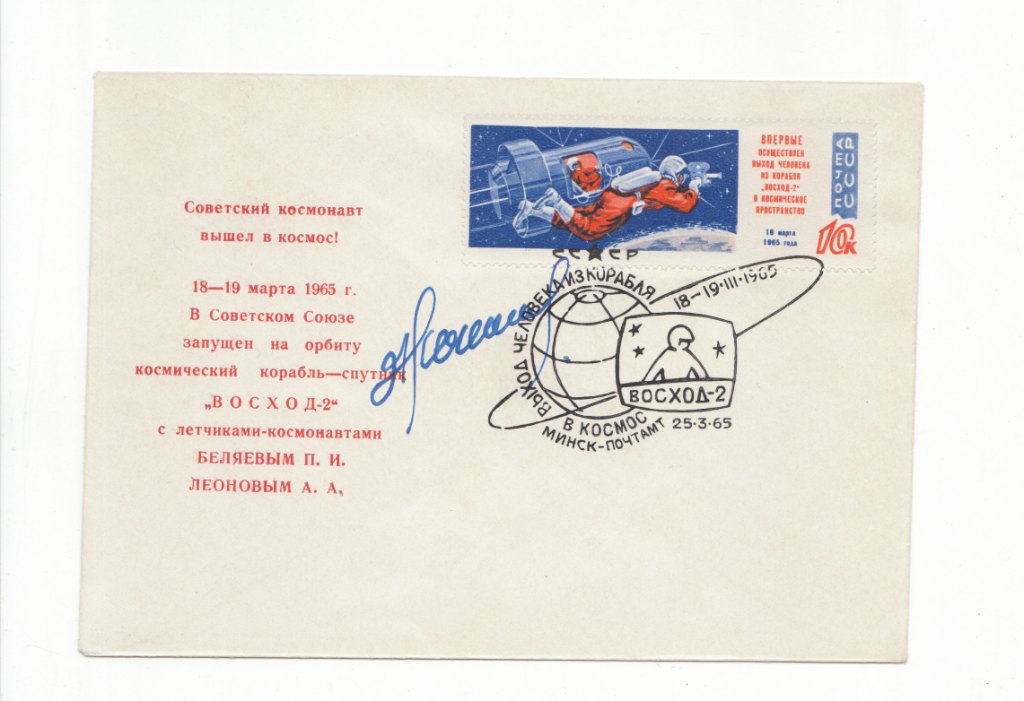 Советский космонавт
вышел в космос!
18—19 марта 1965 г.
В Советском Союзе
запущен на орбиту
космический корабль—спутник
„ВОСХОД-2“
с летчиками-космонавтами
БЕЛЯЕВЫМ П. И.
ЛЕОНОВЫМ А. А.
ВПЕРВЫЕ
ОСУЩЕСТВЛЕН
ВЫХОД ЧЕЛОВЕКА
ИЗ КОРАБЛЯ
„ВОСХОД-2“
В КОСМИЧЕСКОЕ
ПРОСТРАНСТВО
18 марта
1965 года
ПОЧТА
СССР
10к
СССР
ВЫХОД ЧЕЛОВЕКА ИЗ КОРАБЛЯ
В КОСМОС
18-19·III·1965
ВОСХОД-2
МИНСК-ПОЧТАМТ 25·3·65